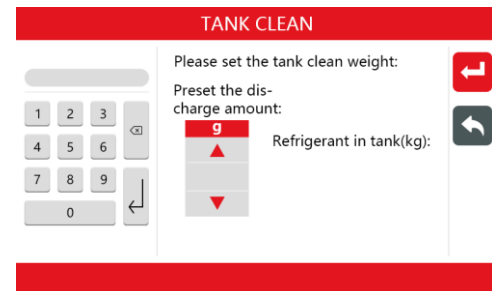 TANK CLEAN
Please set the tank clean weight:
Preset the dis-
charge amount:
g
Refrigerant in tank(kg):
1 2 3
4 5 6
7 8 9
0